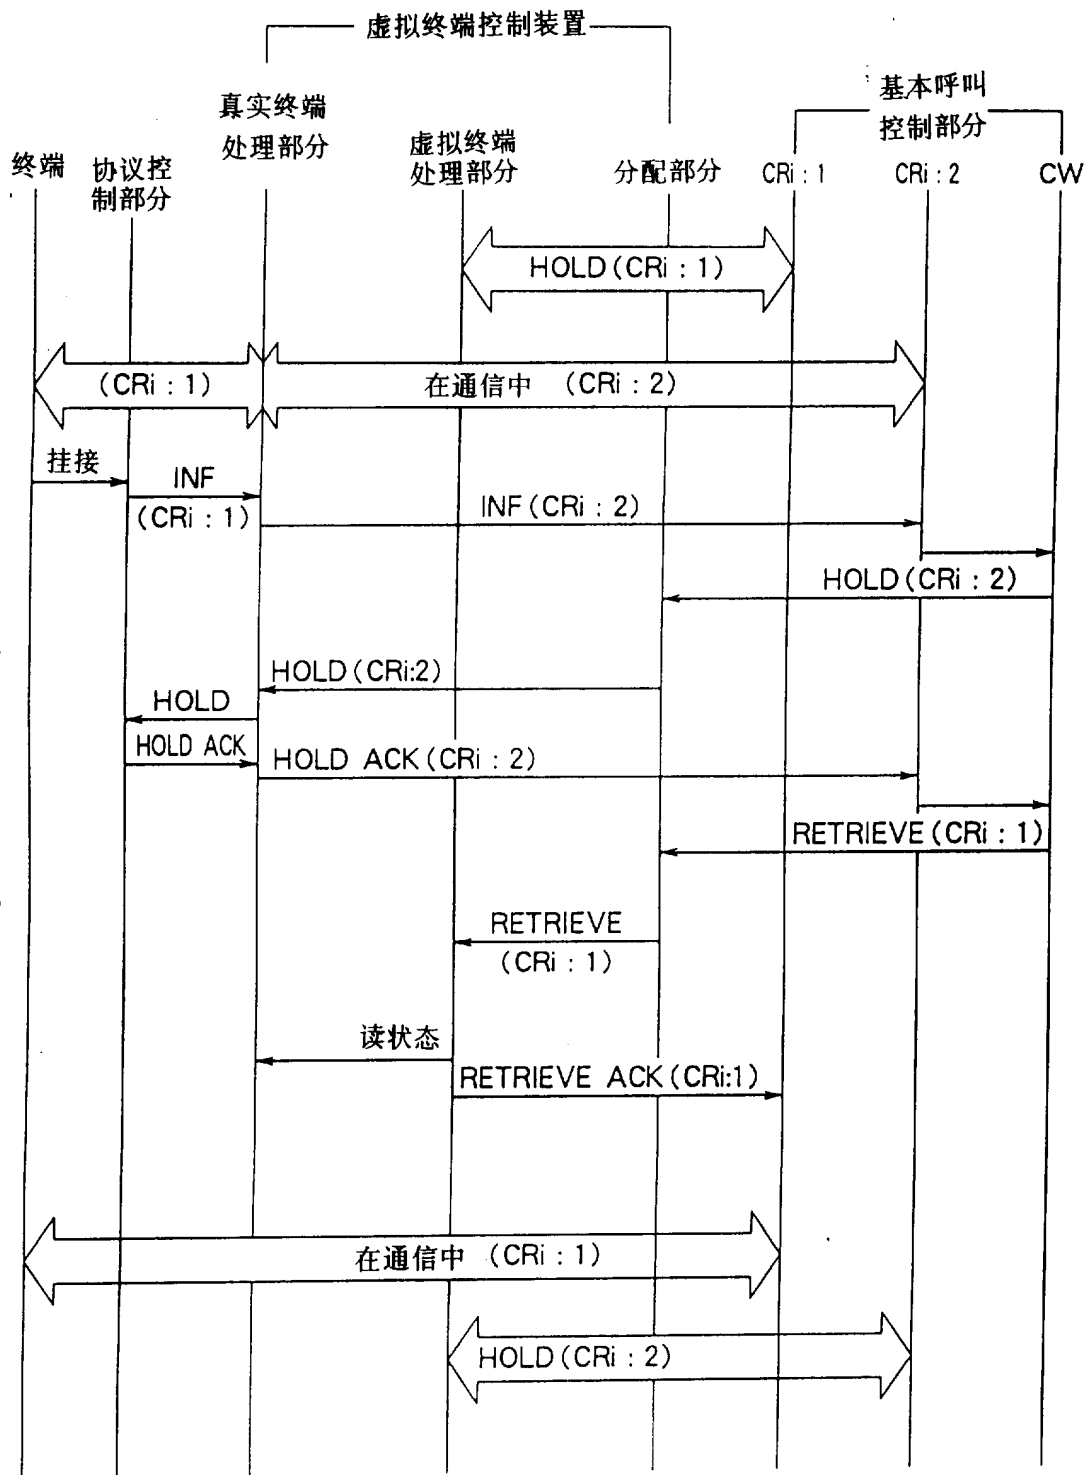 虚拟终端控制装置
基本呼叫
控制部分
真实终端
处理部分
虚拟终端
处理部分
终端
协议控
制部分
分配部分
CRi : 1
CRi : 2
CW
HOLD (CRi : 1)
(CRi : 1)
在通信中 (CRi : 2)
挂接
INF
(CRi : 1)
INF (CRi : 2)
HOLD (CRi : 2)
HOLD (CRi:2)
HOLD
HOLD ACK
HOLD ACK (CRi : 2)
RETRIEVE (CRi : 1)
RETRIEVE
(CRi : 1)
读状态
RETRIEVE ACK (CRi:1)
在通信中 (CRi : 1)
HOLD (CRi : 2)